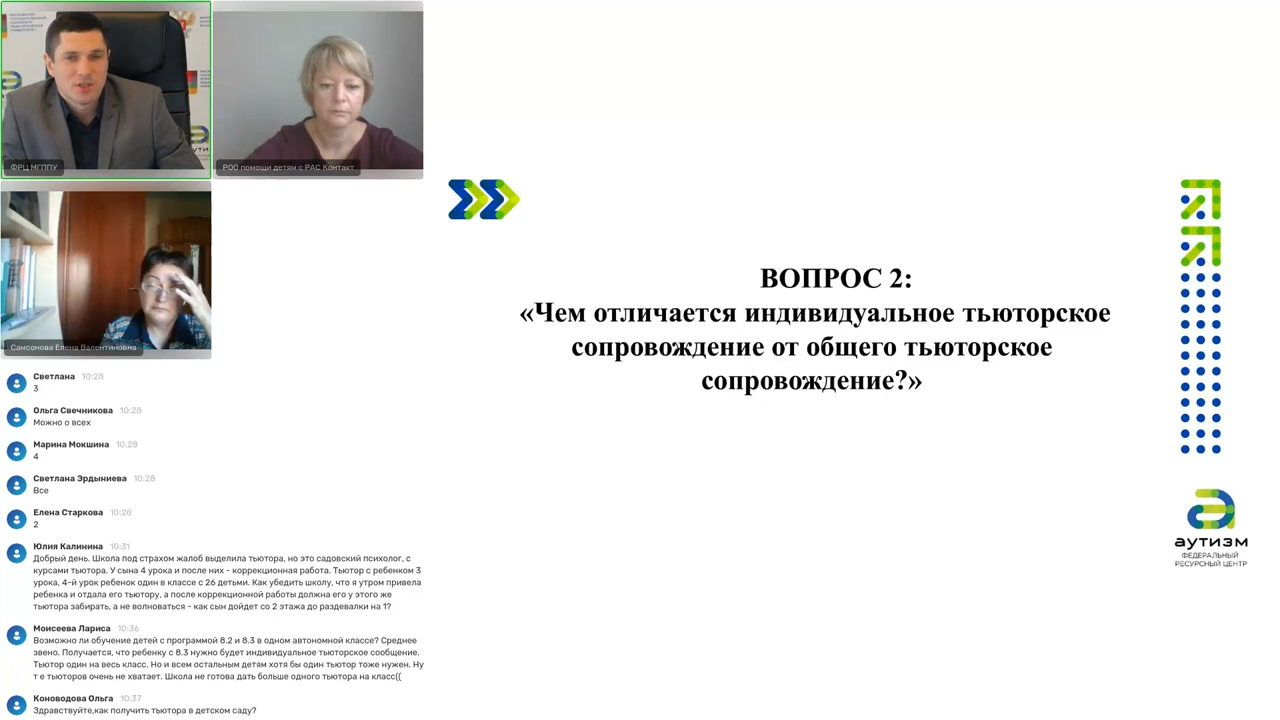 ФРЦ МГППУ
РОО помощи детям с РАС Контакт
Самсонова Елена Валентиновна
Светлана 10:28
3
Ольга Свечникова 10:28
Можно о всех
Марина Мокшина 10:28
4
Светлана Эрдыниева 10:28
Все
Елена Старкова 10:28
2
Юлия Калинина 10:31
Добрый день. Школа под страхом жалоб выделила тьютора, но это садовский психолог, с
курсами тьютора. У сына 4 урока и после них - коррекционная работа. Тьютор с ребенком 3
урока, 4-й урок ребенок один в классе с 26 детьми. Как убедить школу, что я утром привела
ребенка и отдала его тьютору, а после коррекционной работы должна его у этого же
тьютора забирать, а не волноваться - как сын дойдет со 2 этажа до раздевалки на 1?
Моисеева Лариса 10:36
Возможно ли обучение детей с программой 8.2 и 8.3 в одном автономной классе? Среднее
звено. Получается, что ребенку с 8.3 нужно будет индивидуальное тьюторское сообщение.
Тьютор один на весь класс. Но и всем остальным детям хотя бы один тьютор тоже нужен. Ну
т е тьюторов очень не хватает. Школа не готова дать больше одного тьютора на класс((
Коноводова Ольга 10:37
Здравствуйте,как получить тьютора в детском саду?
ВОПРОС 2:
«Чем отличается индивидуальное тьюторское
сопровождение от общего тьюторское
сопровождение?»
аутизм
ФЕДЕРАЛЬНЫЙ
РЕСУРСНЫЙ ЦЕНТР